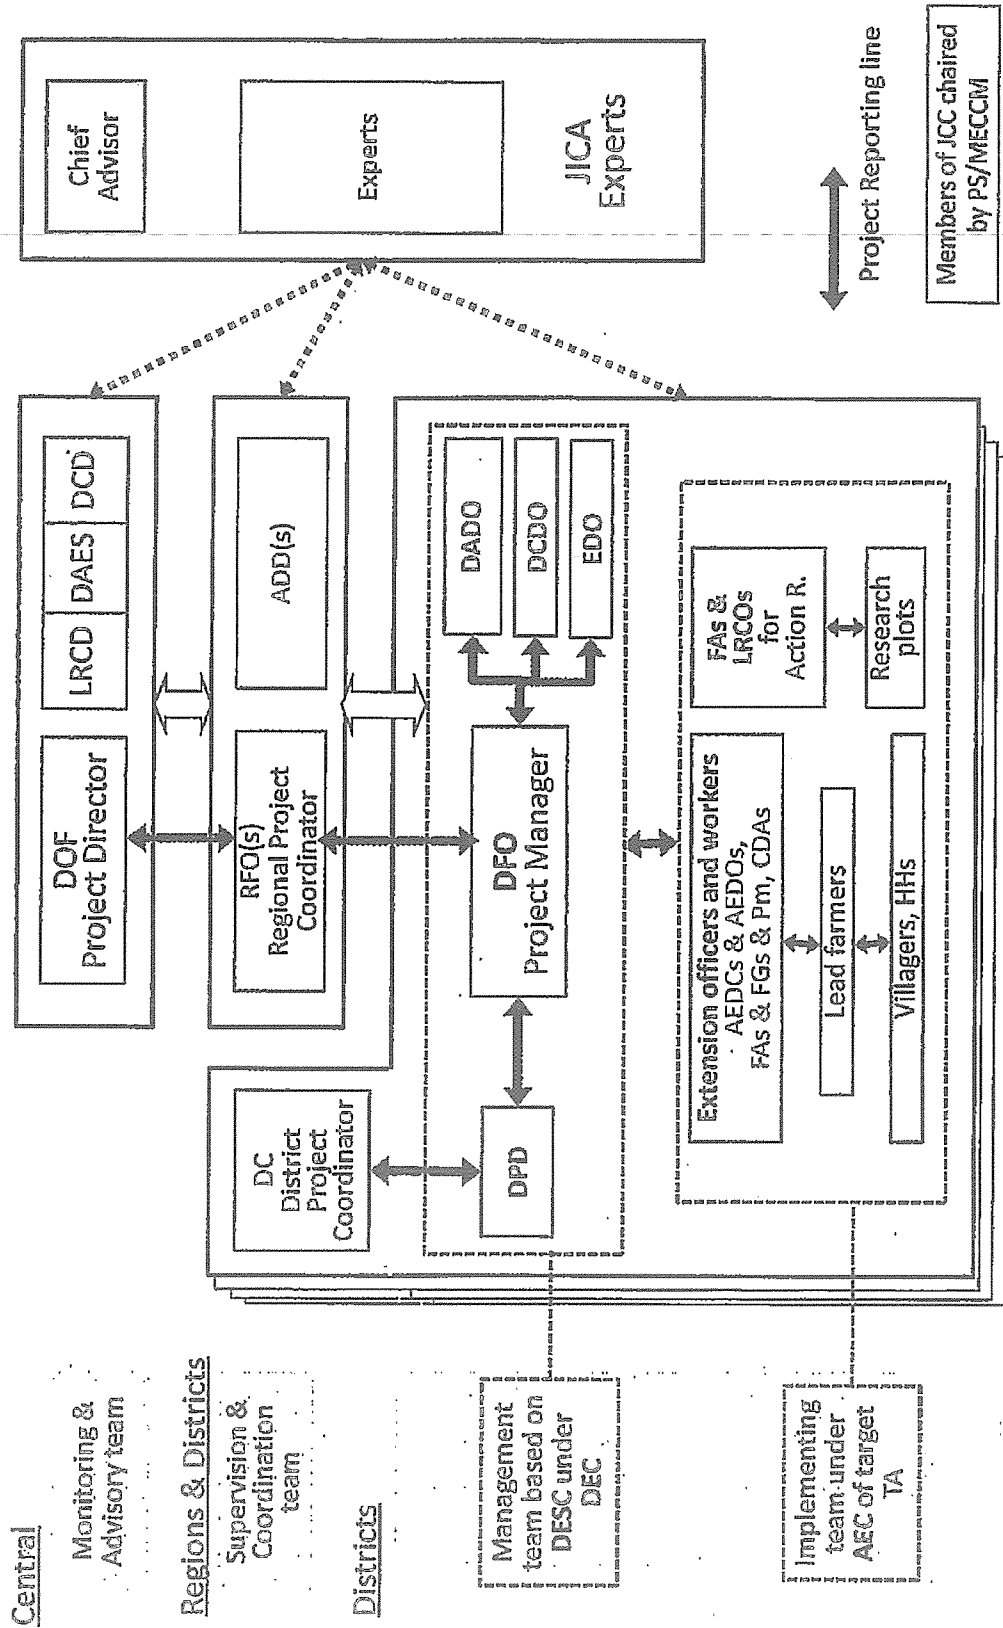 Central
Monitoring &
Advisory team
Regions & Districts
Supervision &
Coordination
team
Districts
Management
team based on
DESC under
DEC
Implementing
team under
AEC of target
TA
DOF
Project Director
LRCD
DAES
DCD
RFO(s)
Regional Project
Coordinator
ADD(s)
DC
District
Project
Coordinator
DPD
DFO
Project Manager
DADO
DCDO
EDO
Extension officers and workers
AEDCs & AEDOs,
FAs & FGs & Pm, CDAs
Lead farmers
Villagers, HHs
FAs &
LRCOs
for
Action R.
Research
plots
Chief
Advisor
Experts
JICA
Experts
Project Reporting line
Members of JCC chaired
by PS/MECCM